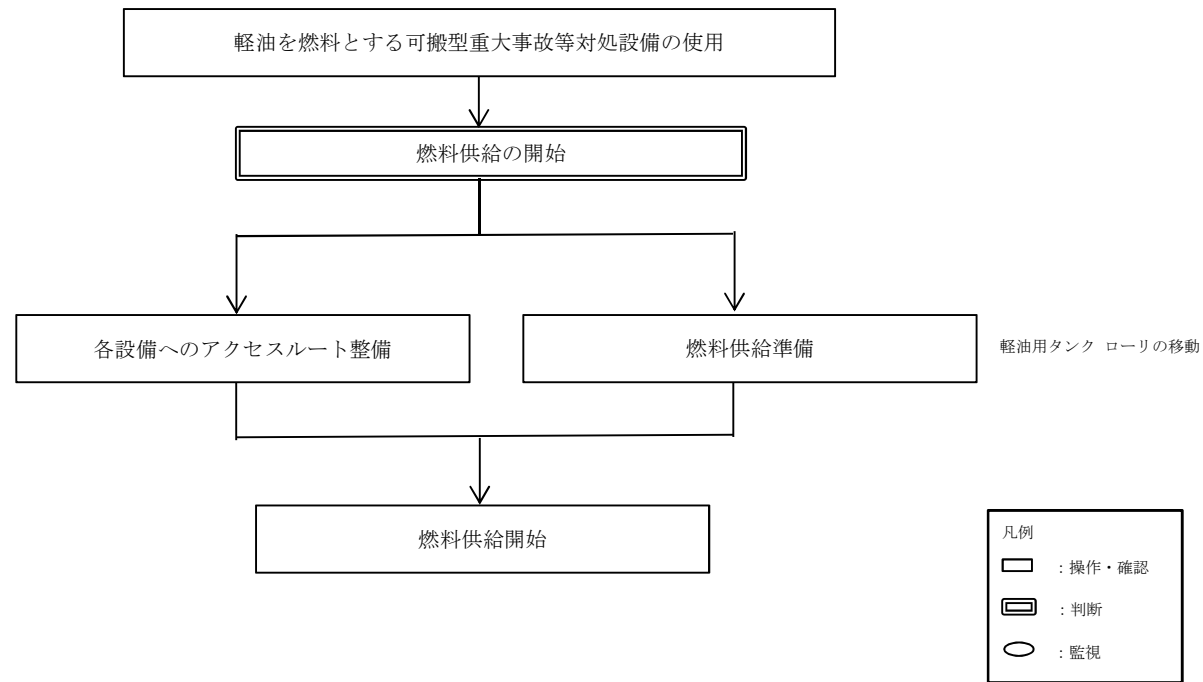 軽油を燃料とする可搬型重大事故等対処設備の使用
燃料供給の開始
各設備へのアクセスルート整備
燃料供給準備
軽油用タンク ローリの移動
燃料供給開始
凡例
：操作・確認
：判断
：監視